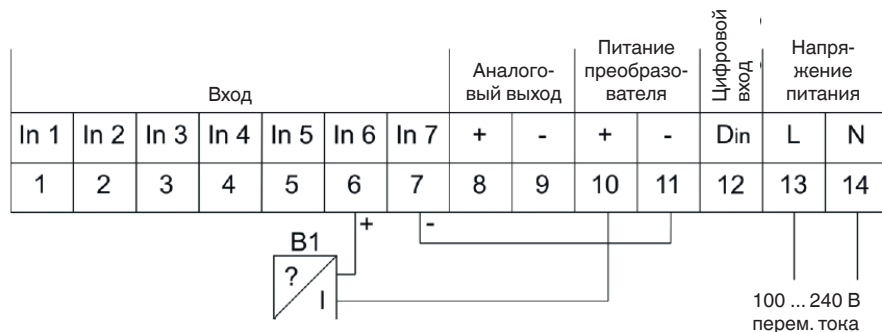 Вход
Аналого-
вый выход
Питание
преобразо-
вателя
Цифровой
вход
Напря-
жение
питания
In 1 In 2 In 3 In 4 In 5 In 6 In 7 + - + - Din L N
1 2 3 4 5 6 7 8 9 10 11 12 13 14
+ -
B1
?
I
100 ... 240 В
перем. тока